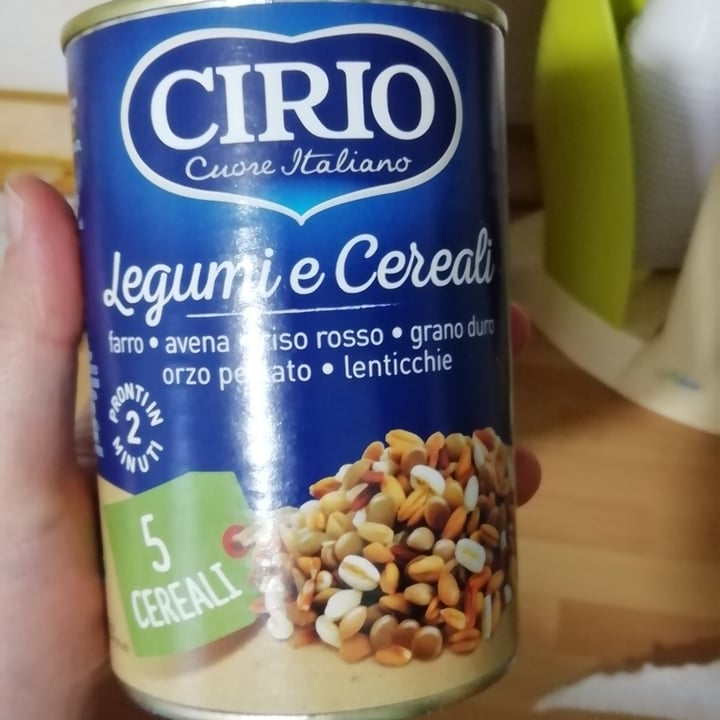 CIRIO
Cuore Italiano
Legumi e Cereali
farro • avena • riso rosso • grano duro
orzo perlato • lenticchie
PRONTI IN
2
MINUTI
5
CEREALI